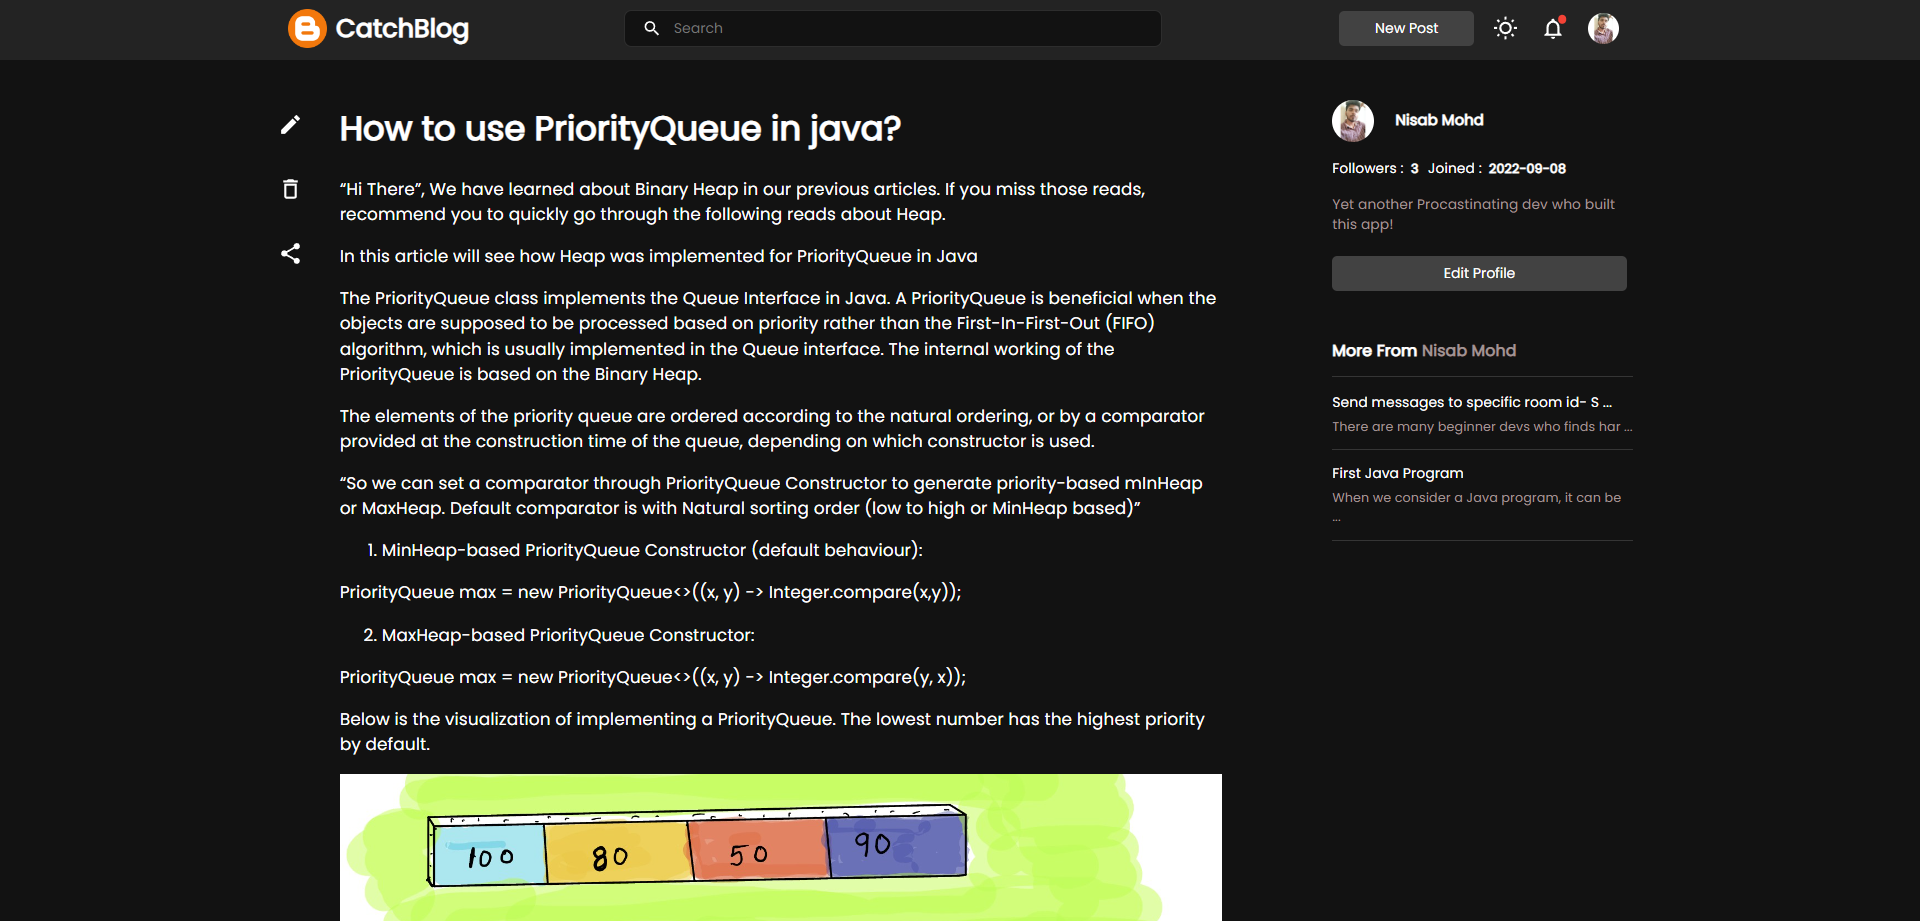 CatchBlog
Search
New Post
How to use PriorityQueue in java?
“Hi There”, We have learned about Binary Heap in our previous articles. If you miss those reads,
recommend you to quickly go through the following reads about Heap.
In this article will see how Heap was implemented for PriorityQueue in Java
The PriorityQueue class implements the Queue Interface in Java. A PriorityQueue is beneficial when the
objects are supposed to be processed based on priority rather than the First-In-First-Out (FIFO)
algorithm, which is usually implemented in the Queue interface. The internal working of the
PriorityQueue is based on the Binary Heap.
The elements of the priority queue are ordered according to the natural ordering, or by a comparator
provided at the construction time of the queue, depending on which constructor is used.
“So we can set a comparator through PriorityQueue Constructor to generate priority-based mInHeap
or MaxHeap. Default comparator is with Natural sorting order (low to high or MinHeap based)”
1. MinHeap-based PriorityQueue Constructor (default behaviour):
PriorityQueue max = new PriorityQueue<>((x, y) -> Integer.compare(x,y));
2. MaxHeap-based PriorityQueue Constructor:
PriorityQueue max = new PriorityQueue<>((x, y) -> Integer.compare(y, x));
Below is the visualization of implementing a PriorityQueue. The lowest number has the highest priority
by default.
100 80 50 90
Nisab Mohd
Followers : 3 Joined : 2022-09-08
Yet another Procastinating dev who built
this app!
Edit Profile
More From Nisab Mohd
Send messages to specific room id- S ...
There are many beginner devs who finds har ...
First Java Program
When we consider a Java program, it can be
...